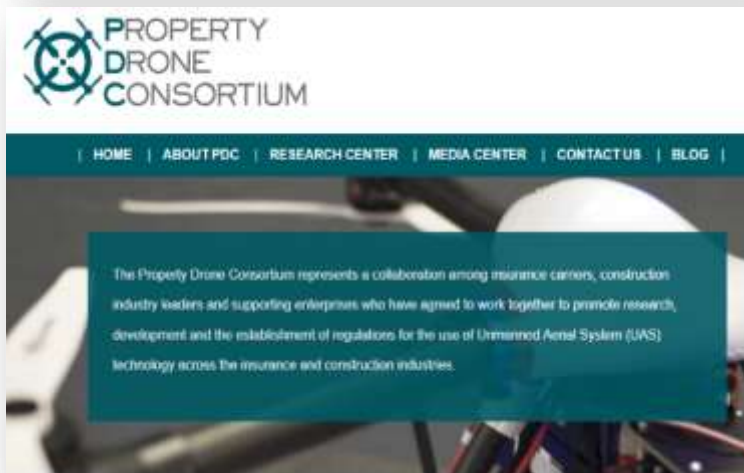 PROPERTY
DRONE
CONSORTIUM
| HOME | ABOUT PDC | RESEARCH CENTER | MEDIA CENTER | CONTACT US | BLOG |
The Property Drone Consortium represents a collaboration among insurance carriers, construction
industry leaders and supporting enterprises who have agreed to work together to promote research,
development and the establishment of regulations for the use of Unmanned Aerial System (UAS)
technology across the insurance and construction industries.